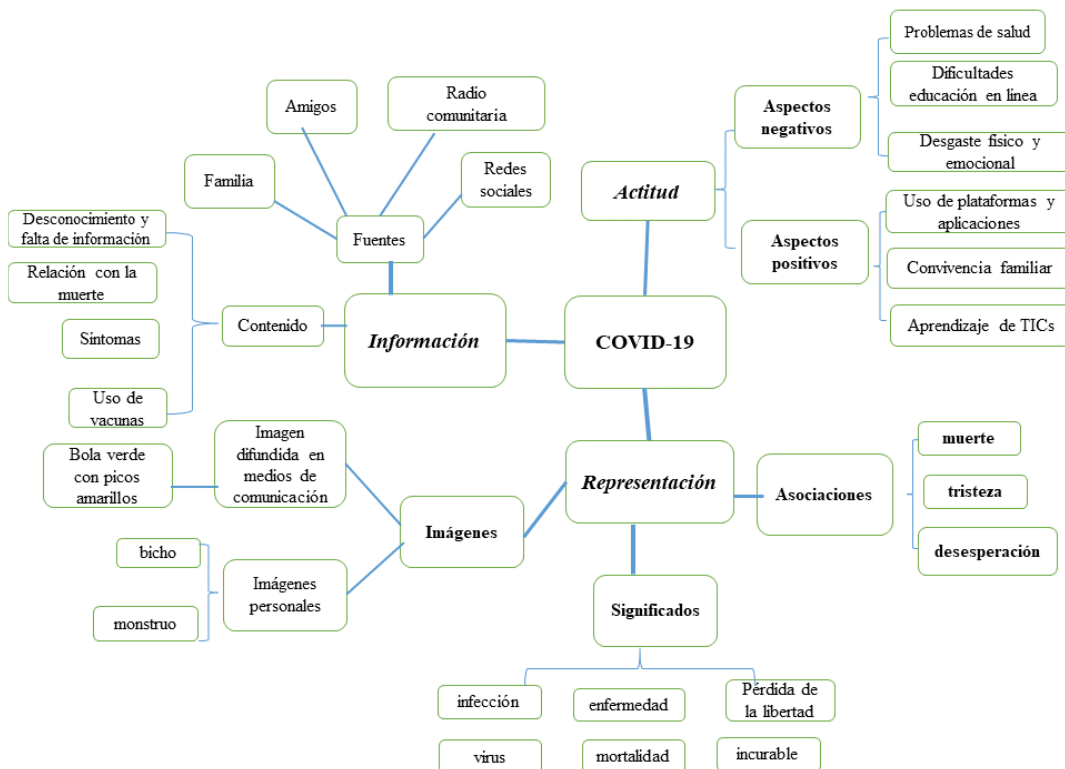 Problemas de salud
Dificultades
educación en línea
Desgaste físico y
emocional
Aspectos
negativos
Actitud
Uso de plataformas y
aplicaciones
Convivencia familiar
Aprendizaje de TICs
Aspectos
positivos
Amigos
Radio
comunitaria
Familia
Redes
sociales
Fuentes
Desconocimiento y
falta de información
Relación con la
muerte
Síntomas
Uso de
vacunas
Contenido
Información
COVID-19
Bola verde
con picos
amarillos
Imagen
difundida en
medios de
comunicación
bicho
monstruo
Imágenes
personales
Imágenes
Representación
Asociaciones
muerte
tristeza
desesperación
Significados
infección
enfermedad
Pérdida de
la libertad
virus
mortalidad
incurable